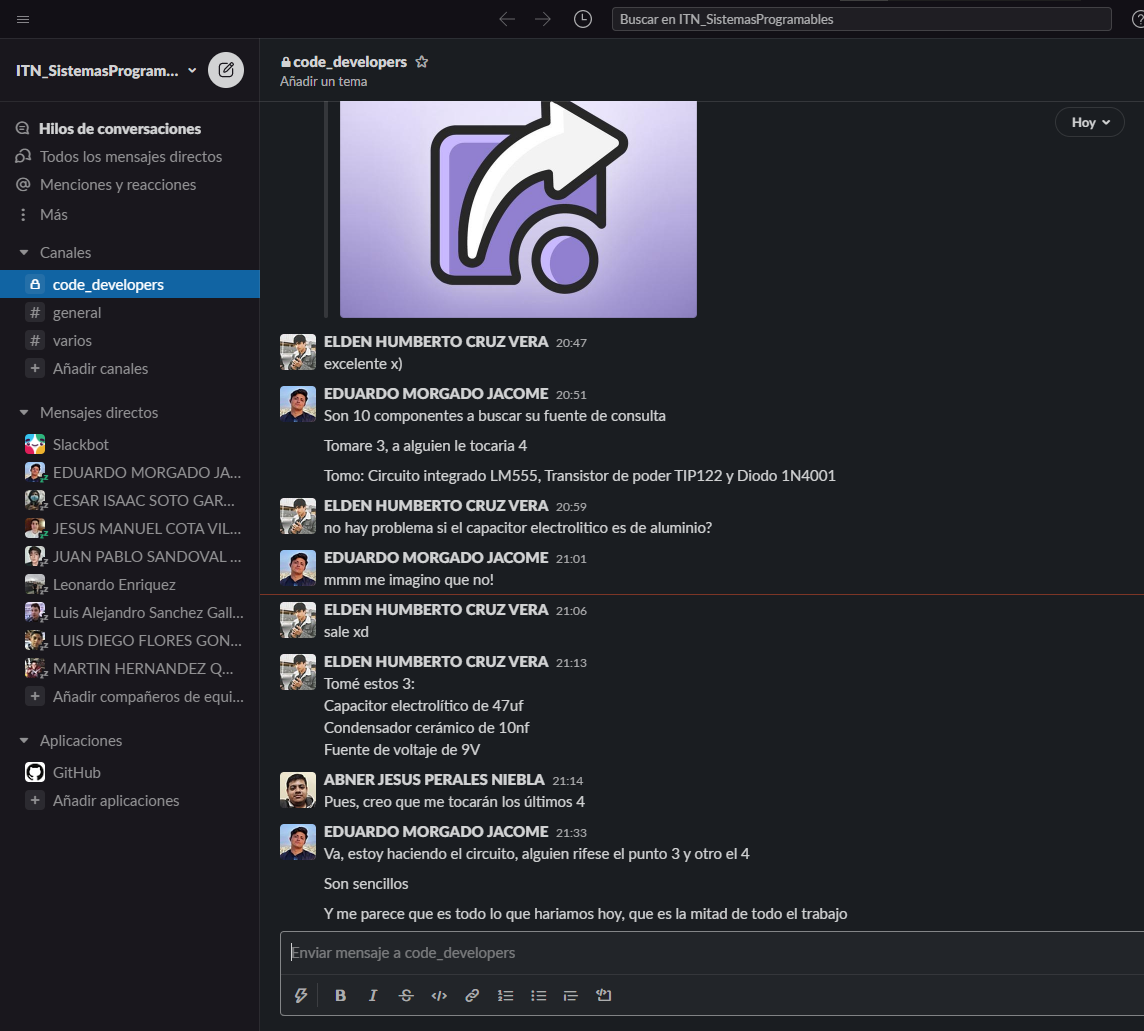 Buscar en ITN_SistemasProgramables
ITN_SistemasProgram...
code_developers
Añadir un tema
Hoy
Hilos de conversaciones
Todos los mensajes directos
Menciones y reacciones
Más
Canales
code_developers
general
varios
Añadir canales
Mensajes directos
Slackbot
EDUARDO MORGADO JA...
CESAR ISAAC SOTO GAR...
JESUS MANUEL COTA VIL...
JUAN PABLO SANDOVAL ...
Leonardo Enriquez
Luis Alejandro Sanchez Gall...
LUIS DIEGO FLORES GON...
MARTIN HERNANDEZ Q...
Añadir compañeros de equi...
Aplicaciones
GitHub
Añadir aplicaciones
ELDEN HUMBERTO CRUZ VERA 20:47
excelente x)
EDUARDO MORGADO JACOME 20:51
Son 10 componentes a buscar su fuente de consulta
Tomare 3, a alguien le tocaria 4
Tomo: Circuito integrado LM555, Transistor de poder TIP122 y Diodo 1N4001
ELDEN HUMBERTO CRUZ VERA 20:59
no hay problema si el capacitor electrolitico es de aluminio?
EDUARDO MORGADO JACOME 21:01
mmm me imagino que no!
ELDEN HUMBERTO CRUZ VERA 21:06
sale xd
ELDEN HUMBERTO CRUZ VERA 21:13
Tomé estos 3:
Capacitor electrolítico de 47uf
Condensador cerámico de 10nf
Fuente de voltaje de 9V
ABNER JESUS PERALES NIEBLA 21:14
Pues, creo que me tocarán los últimos 4
EDUARDO MORGADO JACOME 21:33
Va, estoy haciendo el circuito, alguien rifese el punto 3 y otro el 4
Son sencillos
Y me parece que es todo lo que hariamos hoy, que es la mitad de todo el trabajo
Enviar mensaje a code_developers